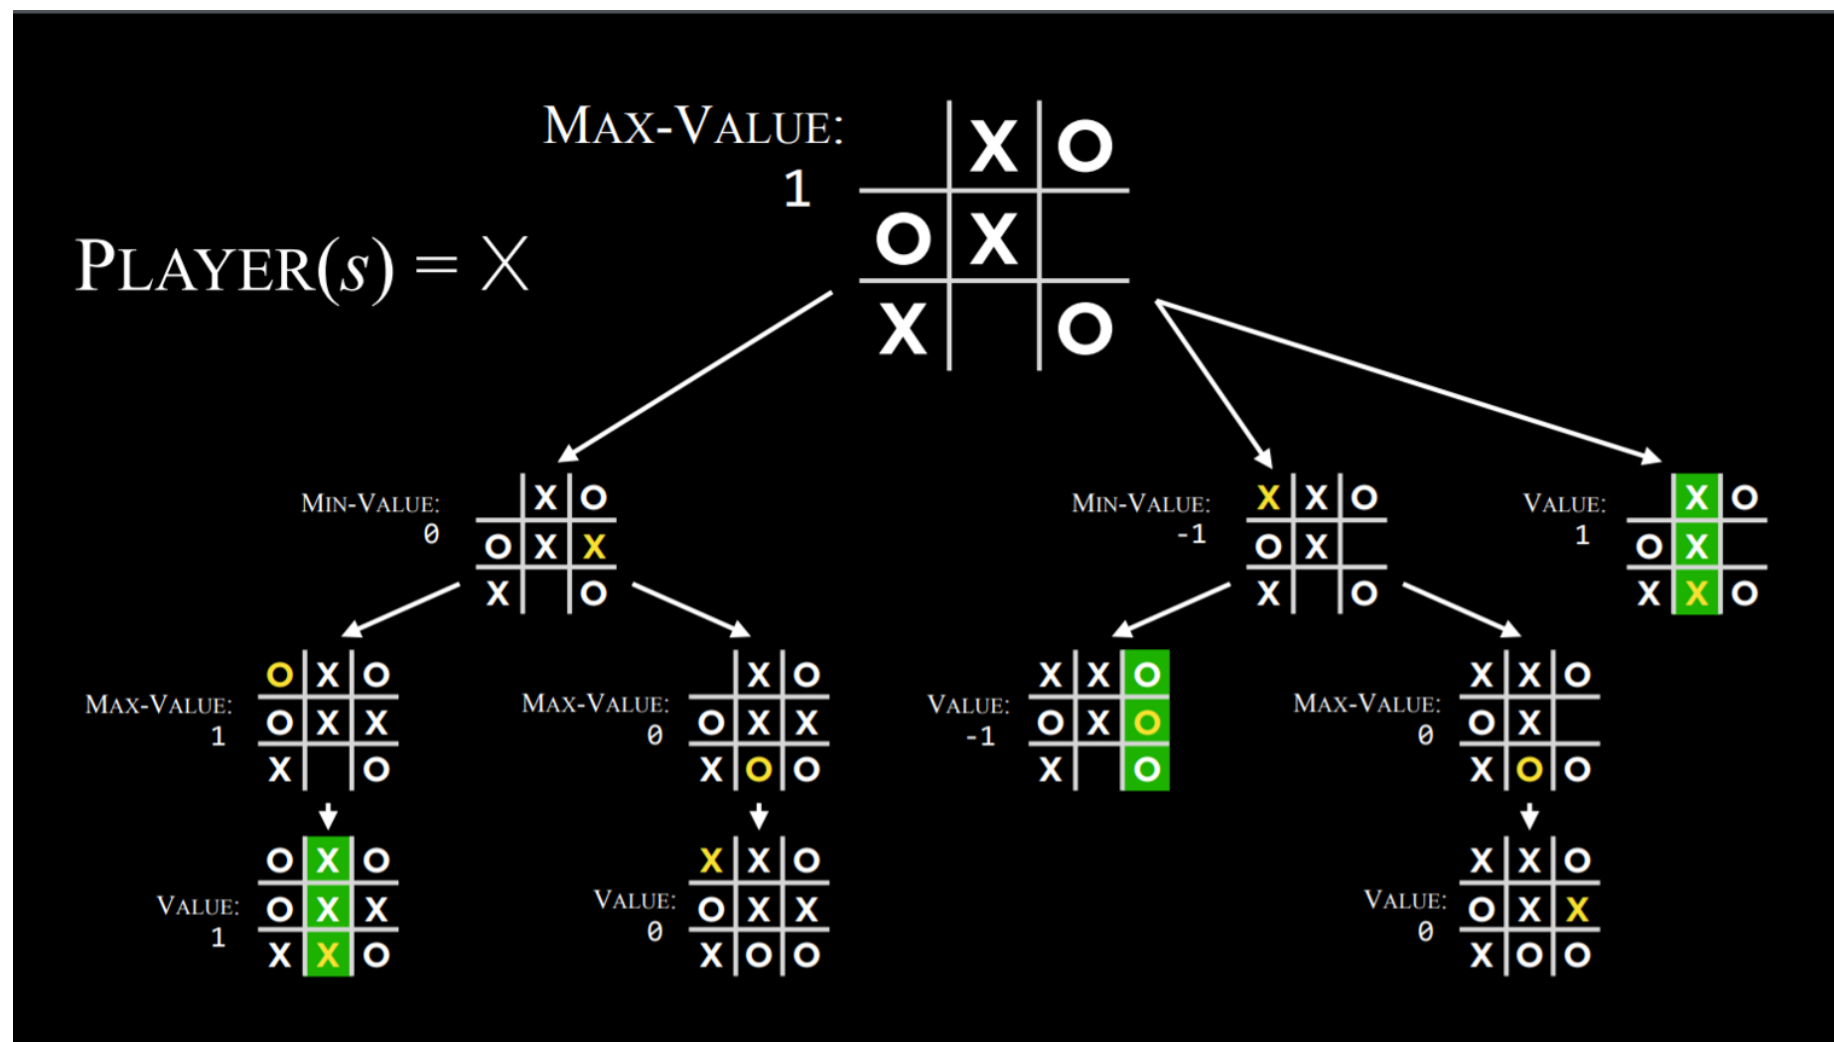 MAX-VALUE:
1
X O
O X
X O
PLAYER(s) = X
MIN-VALUE:
0
X O
O X X
X O
MIN-VALUE:
-1
X X O
O X
X O
VALUE:
1
X O
O X
X X O
MAX-VALUE:
1
O X O
O X X
X O
MAX-VALUE:
0
X O
O X X
X O O
VALUE:
-1
X X O
O X O
X O
MAX-VALUE:
0
X X O
O X
X O O
VALUE:
1
O X O
O X X
X X O
VALUE:
0
X X O
O X X
X O O
VALUE:
0
X X O
O X X
X O O